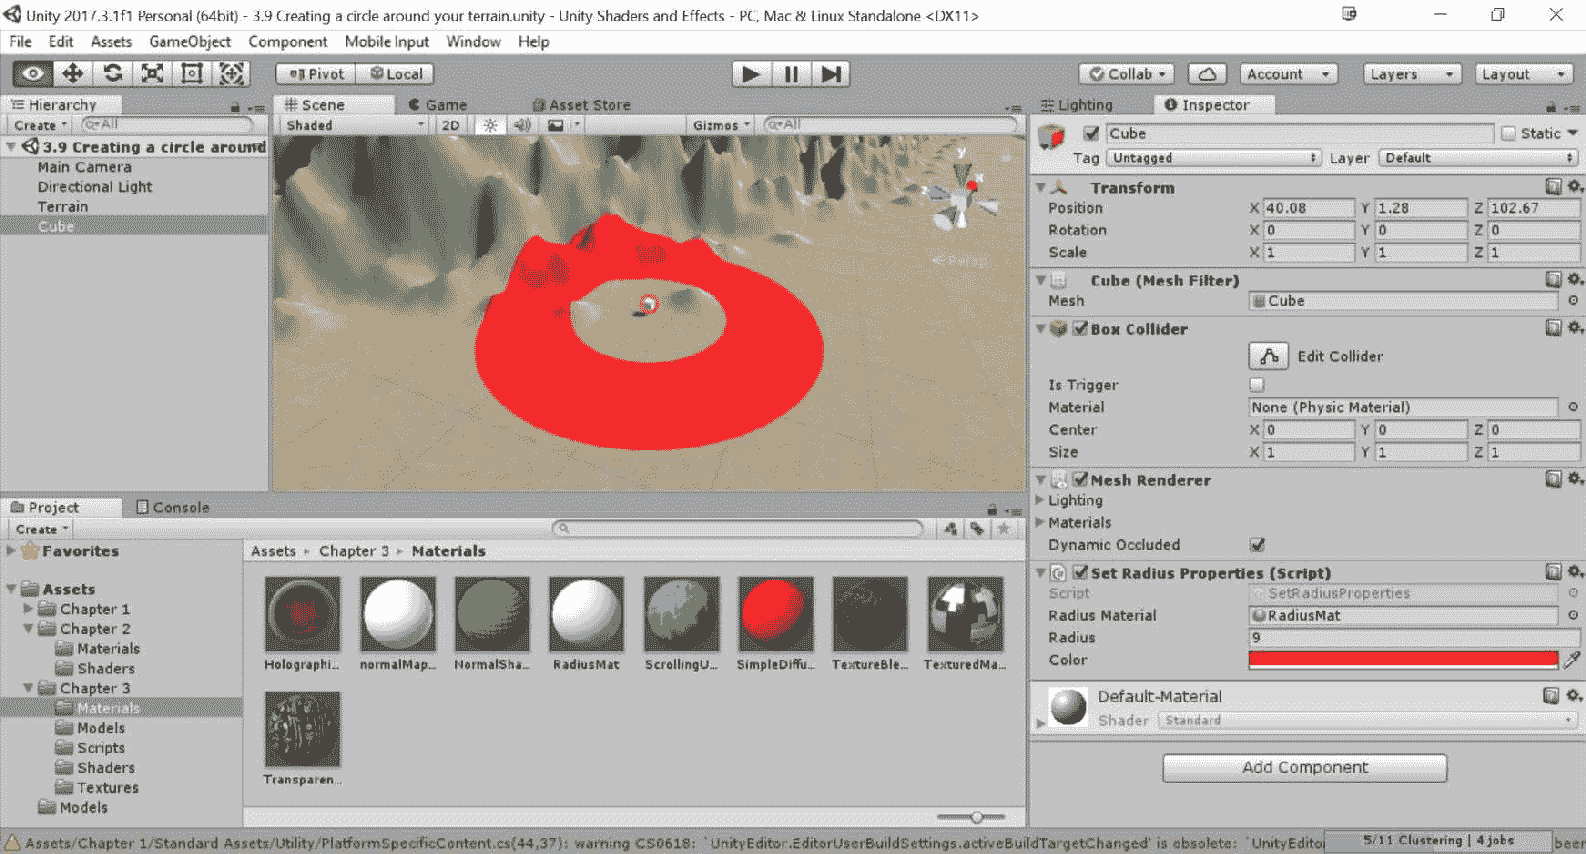 Unity 2017.3.1f1 Personal (64bit) - 3.9 Creating a circle around your terrain.unity - Unity Shaders and Effects - PC, Mac & Linux Standalone <DX11>
File Edit Assets GameObject Component Mobile Input Window Help
Pivot Local Collab Account Layers Layout
Hierarchy
Create All
3.9 Creating a circle around
Main Camera
Directional Light
Terrain
Cube
Scene Game Asset Store
Shaded 2D Gizmos All
y
x
Persp
Lighting Inspector
Cube Static
Tag Untagged Layer Default
Transform
Position X 40.08 Y 1.28 Z 102.67
Rotation X 0 Y 0 Z 0
Scale X 1 Y 1 Z 1
Cube (Mesh Filter)
Mesh Cube
Box Collider
Edit Collider
Is Trigger
Material None (Physic Material)
Center X 0 Y 0 Z 0
Size X 1 Y 1 Z 1
Mesh Renderer
Lighting
Materials
Dynamic Occluded
Set Radius Properties (Script)
Script SetRadiusProperties
Radius Material RadiusMat
Radius 9
Color
Default-Material
Shader Standard
Add Component
Project Console
Create
Favorites
Assets
Chapter 1
Chapter 2
Materials
Shaders
Chapter 3
Materials
Models
Scripts
Shaders
Textures
Models
Assets Chapter 3 Materials
Holographi... normalMap... NormalSha... RadiusMat ScrollingU... SimpleDiffu... TextureBle... TexturedMa...
Transparen...
Assets/Chapter 1/Standard Assets/Utility/PlatformSpecificContent.cs(44,37): warning CS0618: `UnityEditor.EditorUserBuildSettings.activeBuildTargetChanged' is obsolete: `UnityEdito
5/11 Clustering | 4 jobs
been